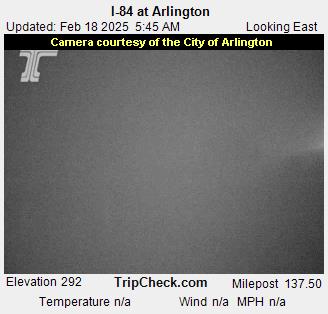 I-84 at Arlington
Updated: Feb 18 2025 5:45 AM Looking East
Camera courtesy of the City of Arlington
Elevation 292 TripCheck.com Milepost 137.50
Temperature n/a Wind n/a MPH n/a